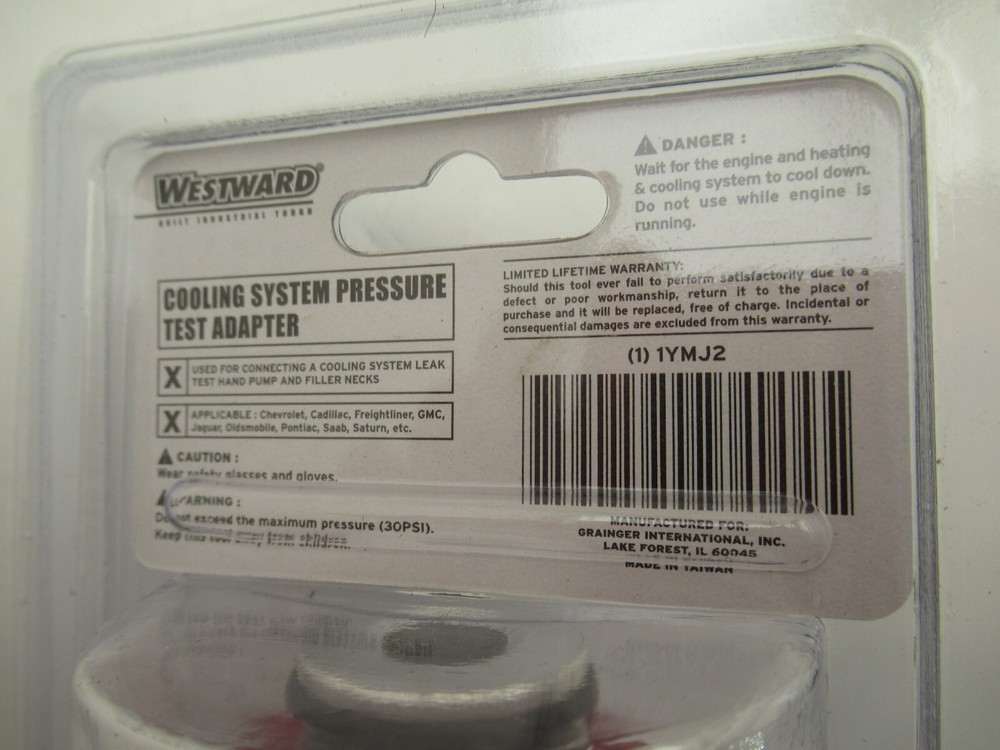 WESTWARD®
BUILT INDUSTRIAL TOUGH
COOLING SYSTEM PRESSURE
TEST ADAPTER
X USED FOR CONNECTING A COOLING SYSTEM LEAK
TEST HAND PUMP AND FILLER NECKS
X APPLICABLE : Chevrolet, Cadillac, Freightliner, GMC,
Jaguar, Oldsmobile, Pontiac, Saab, Saturn, etc.
CAUTION :
Wear safety glasses and gloves.
WARNING :
Do not exceed the maximum pressure (30PSI).
Keep this tool away from children.
DANGER :
Wait for the engine and heating
& cooling system to cool down.
Do not use while engine is
running.
LIMITED LIFETIME WARRANTY:
Should this tool ever fail to perform satisfactorily due to a
defect or poor workmanship, return it to the place of
purchase and it will be replaced, free of charge. Incidental or
consequential damages are excluded from this warranty.
(1) 1YMJ2
MANUFACTURED FOR:
GRAINGER INTERNATIONAL, INC.
LAKE FOREST, IL 60045
MADE IN TAIWAN